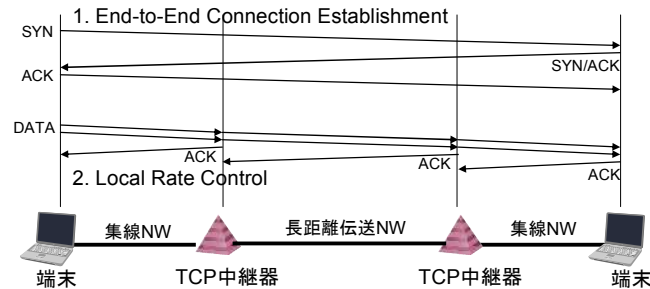 1. End-to-End Connection Establishment
SYN
SYN/ACK
ACK
DATA
ACK
ACK
ACK
2. Local Rate Control
集線NW
長距離伝送NW
集線NW
端末
TCP中継器
TCP中継器
端末